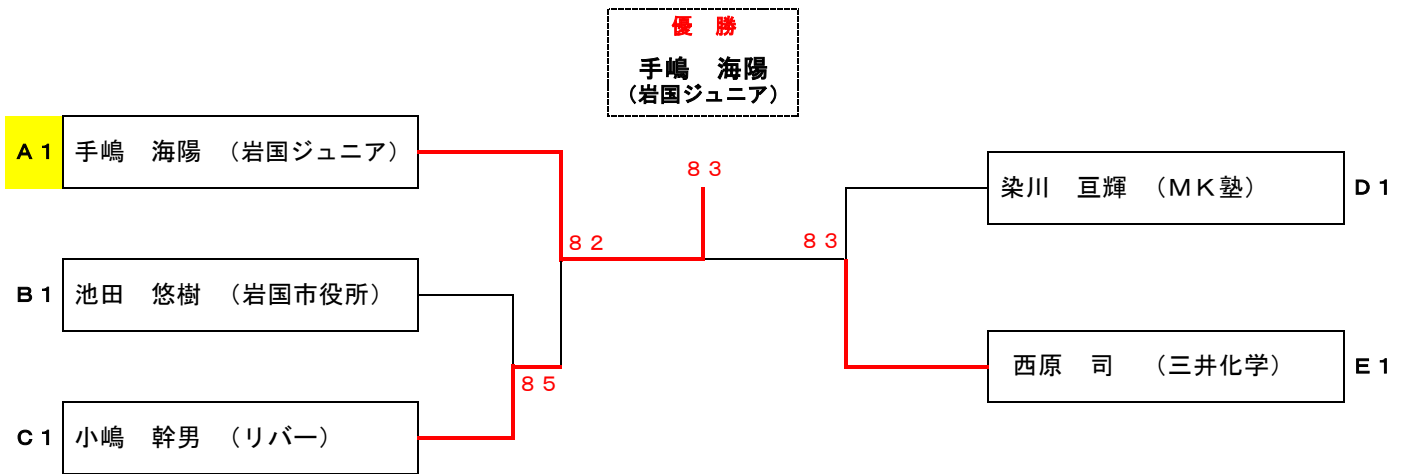 優　勝
手嶋　海陽
（岩国ジュニア）
Ａ１ 手嶋　海陽　（岩国ジュニア）
８３
染川　亘輝　（ＭＫ塾） Ｄ１
８２
８３
Ｂ１ 池田　悠樹　（岩国市役所）
西原　司　（三井化学） Ｅ１
８５
Ｃ１ 小嶋　幹男　（リバー）